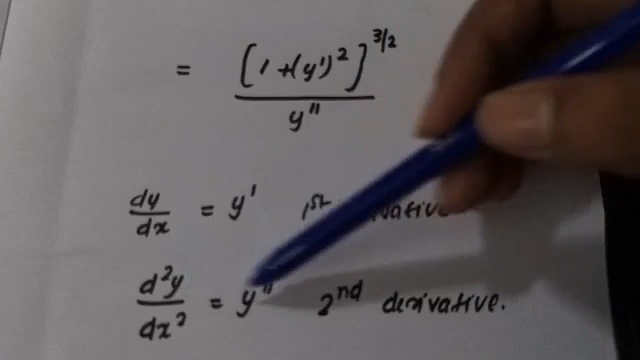 = [1+(y')²]^3/2 / y"
dy/dx = y' 1st
d²y/dx² = y" 2nd derivative.